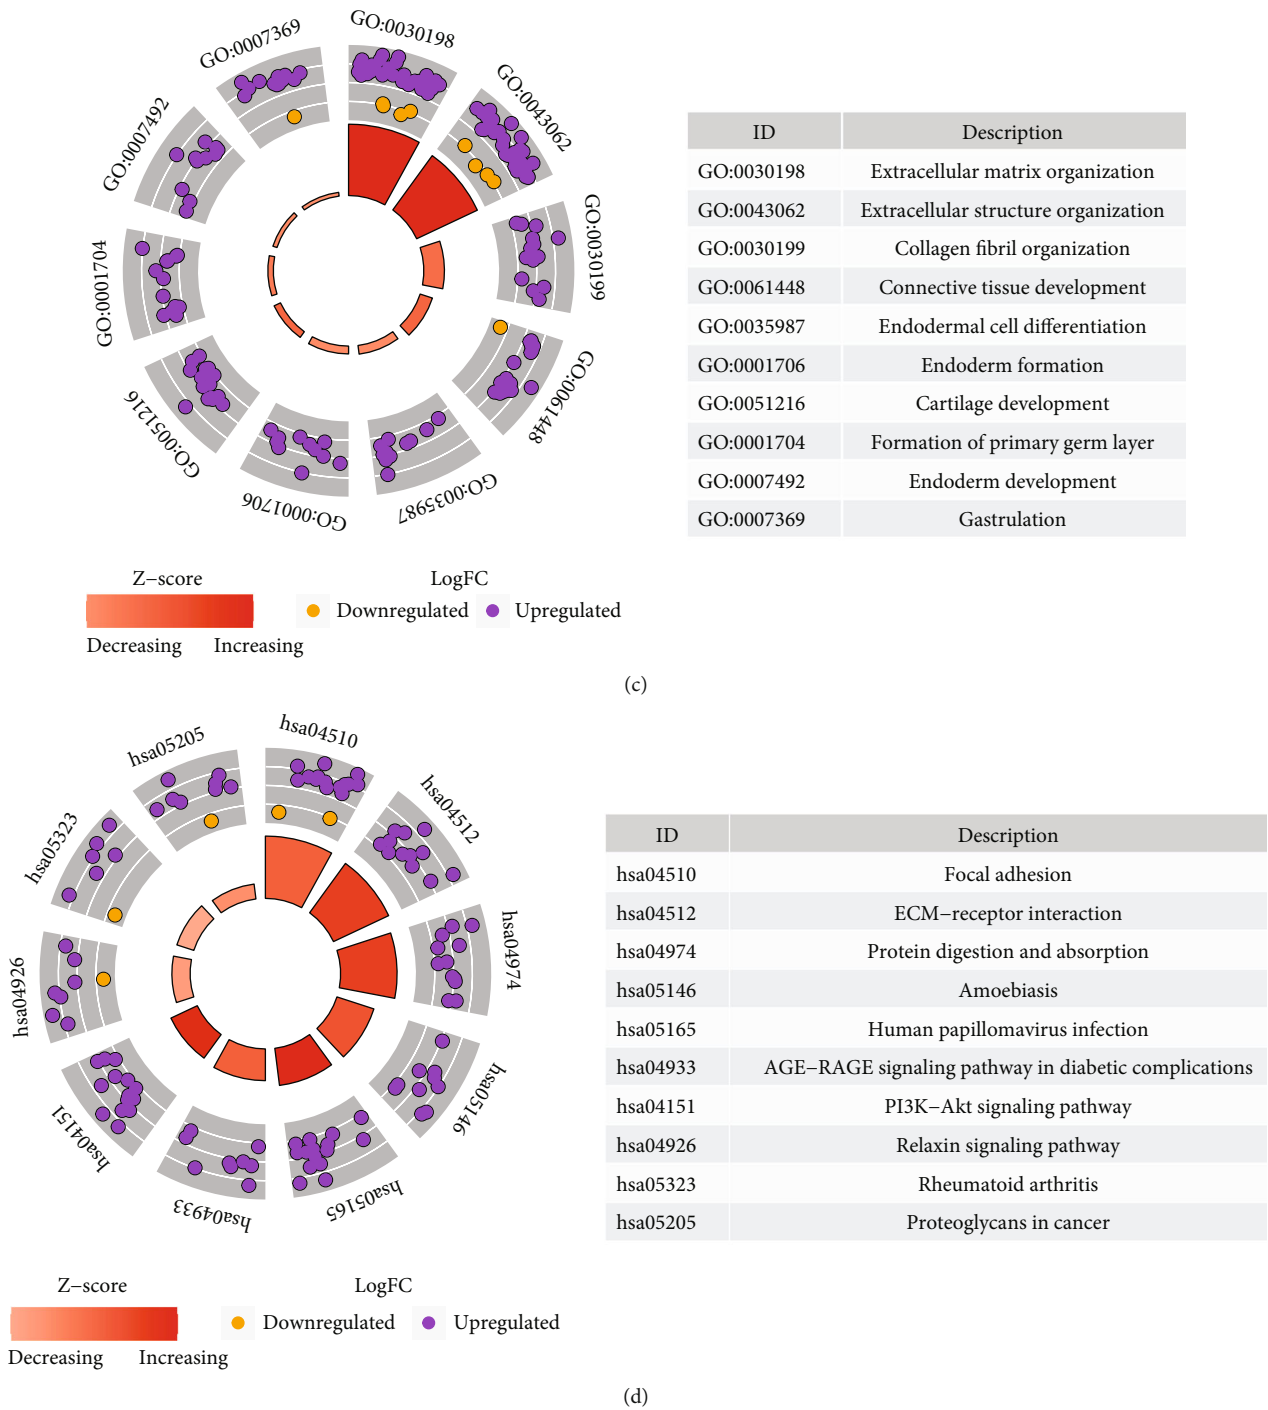 GO:0030198
GO:0043062
GO:0030199
GO:0061448
GO:0035987
GO:0001706
GO:0051216
GO:0001704
GO:0007492
GO:0007369
ID Description
GO:0030198 Extracellular matrix organization
GO:0043062 Extracellular structure organization
GO:0030199 Collagen fibril organization
GO:0061448 Connective tissue development
GO:0035987 Endodermal cell differentiation
GO:0001706 Endoderm formation
GO:0051216 Cartilage development
GO:0001704 Formation of primary germ layer
GO:0007492 Endoderm development
GO:0007369 Gastrulation
Z−score LogFC
Downregulated Upregulated
Decreasing Increasing
(c)
hsa04510
hsa04512
hsa04974
hsa05146
hsa05165
hsa04933
hsa04151
hsa04926
hsa05323
hsa05205
ID Description
hsa04510 Focal adhesion
hsa04512 ECM−receptor interaction
hsa04974 Protein digestion and absorption
hsa05146 Amoebiasis
hsa05165 Human papillomavirus infection
hsa04933 AGE−RAGE signaling pathway in diabetic complications
hsa04151 PI3K−Akt signaling pathway
hsa04926 Relaxin signaling pathway
hsa05323 Rheumatoid arthritis
hsa05205 Proteoglycans in cancer
Z−score LogFC
Downregulated Upregulated
Decreasing Increasing
(d)